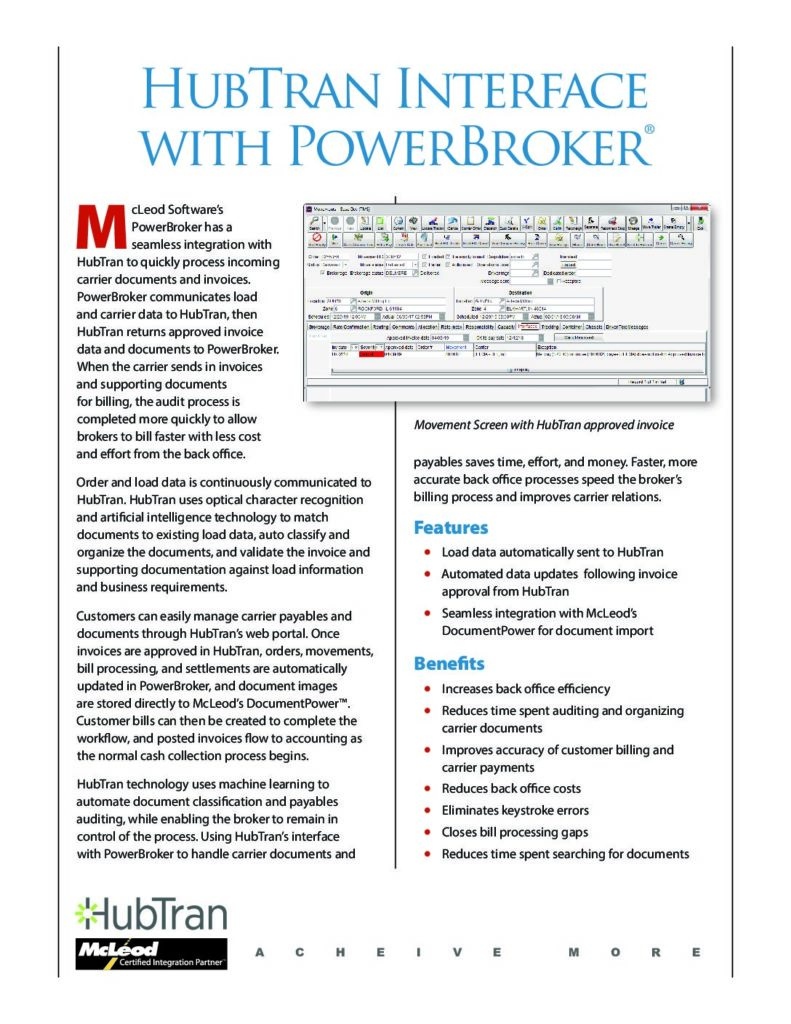 HubTran Interface
with PowerBroker®
McLeod Software's
PowerBroker has a
seamless integration with
HubTran to quickly process incoming
carrier documents and invoices.
PowerBroker communicates load
and carrier data to HubTran, then
HubTran returns approved invoice
data and documents to PowerBroker.
When the carrier sends in invoices
and supporting documents
for billing, the audit process is
completed more quickly to allow
brokers to bill faster with less cost
and effort from the back office.
Order and load data is continuously communicated to
HubTran. HubTran uses optical character recognition
and artificial intelligence technology to match
documents to existing load data, auto classify and
organize the documents, and validate the invoice and
supporting documentation against load information
and business requirements.
Customers can easily manage carrier payables and
documents through HubTran's web portal. Once
invoices are approved in HubTran, orders, movements,
bill processing, and settlements are automatically
updated in PowerBroker, and document images
are stored directly to McLeod's DocumentPower™.
Customer bills can then be created to complete the
workflow, and posted invoices flow to accounting as
the normal cash collection process begins.
HubTran technology uses machine learning to
automate document classification and payables
auditing, while enabling the broker to remain in
control of the process. Using HubTran's interface
with PowerBroker to handle carrier documents and
Origin
Destination
Movement Screen with HubTran approved invoice
payables saves time, effort, and money. Faster, more
accurate back office processes speed the broker's
billing process and improves carrier relations.
Features
• Load data automatically sent to HubTran
• Automated data updates following invoice
approval from HubTran
• Seamless integration with McLeod's
DocumentPower for document import
Benefits
• Increases back office efficiency
• Reduces time spent auditing and organizing
carrier documents
• Improves accuracy of customer billing and
carrier payments
• Reduces back office costs
• Eliminates keystroke errors
• Closes bill processing gaps
• Reduces time spent searching for documents
HubTran
McLeod
Certified Integration Partner™
ACHEIVE MORE